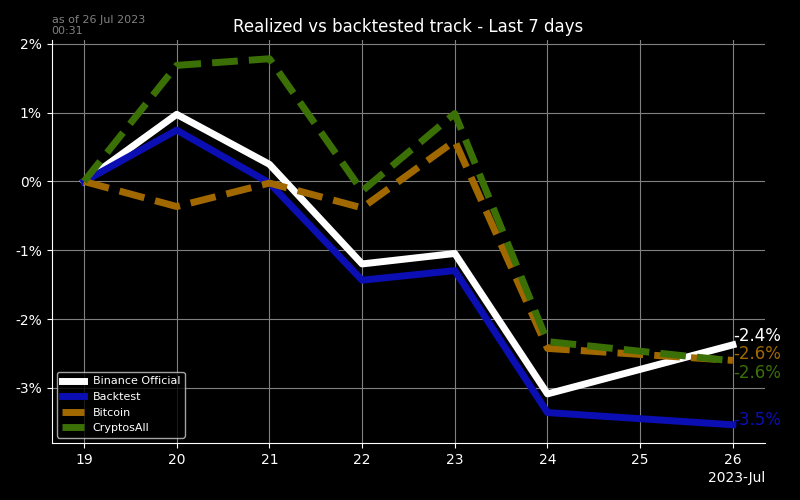 as of 26 Jul 2023
00:31
Realized vs backtested track - Last 7 days
2%
1%
0%
-1%
-2%
-3%
-2.4%
-2.6%
-2.6%
-3.5%
Binance Official
Backtest
Bitcoin
CryptosAll
19 20 21 22 23 24 25 26
2023-Jul